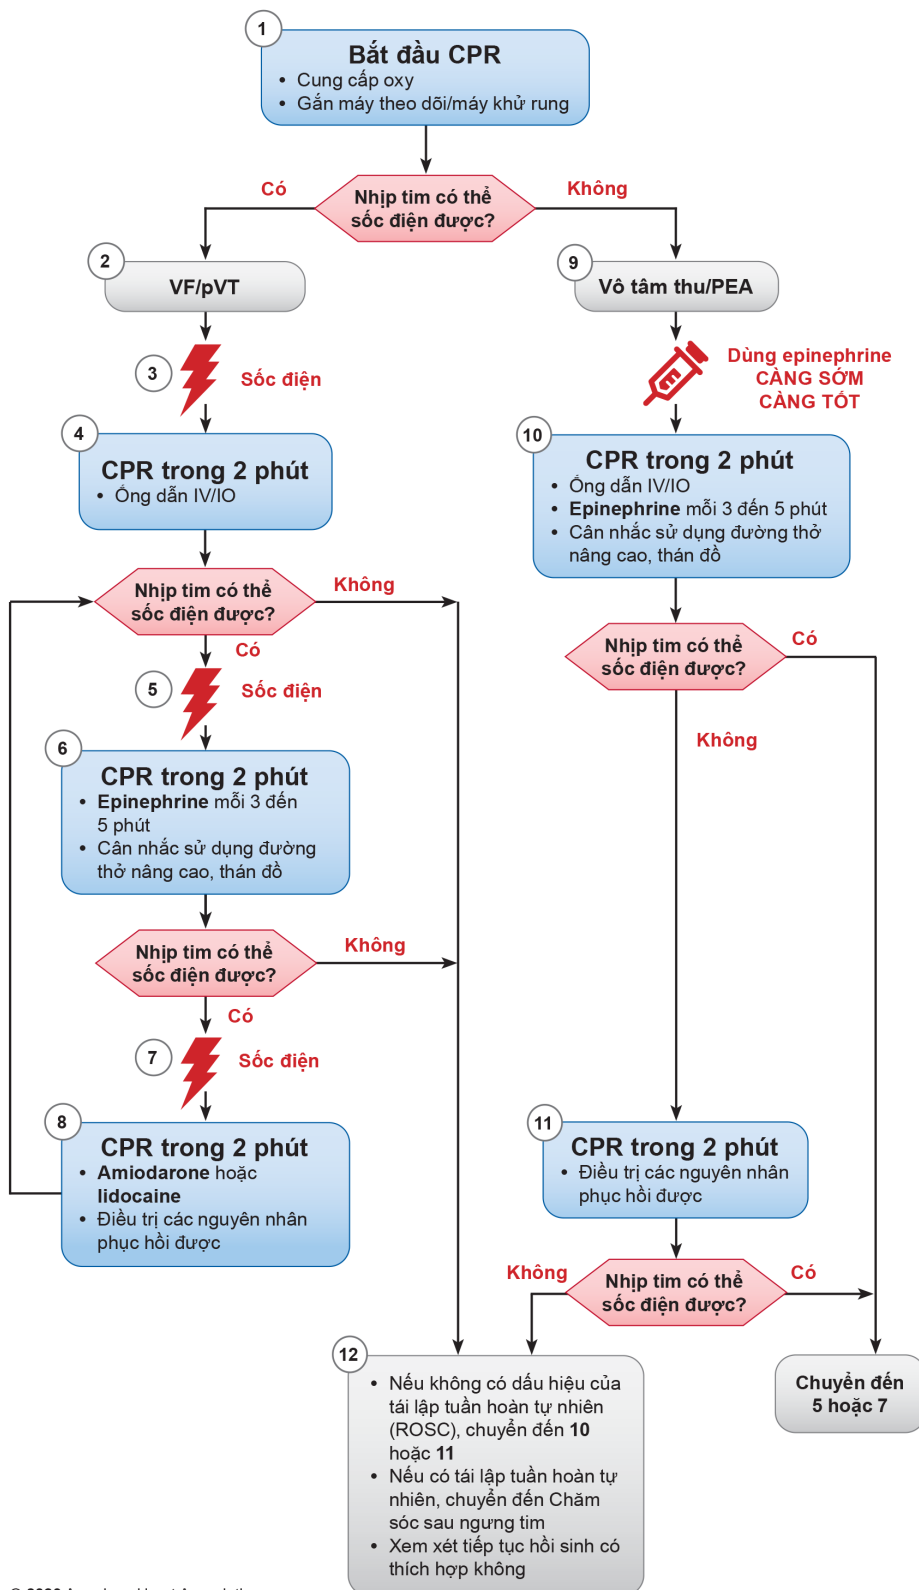 1
Bắt đầu CPR
• Cung cấp oxy
• Gắn máy theo dõi/máy khử rung
Có
Nhịp tim có thể
sốc điện được?
Không
2
VF/pVT
9
Vô tâm thu/PEA
3
Sốc điện
Dùng epinephrine
CÀNG SỚM
CÀNG TỐT
4
CPR trong 2 phút
• Ống dẫn IV/IO
10
CPR trong 2 phút
• Ống dẫn IV/IO
• Epinephrine mỗi 3 đến 5 phút
• Cân nhắc sử dụng đường thở
nâng cao, thán đồ
Nhịp tim có thể
sốc điện được?
Không
Có
Nhịp tim có thể
sốc điện được?
Có
Không
5
Sốc điện
6
CPR trong 2 phút
• Epinephrine mỗi 3 đến
5 phút
• Cân nhắc sử dụng đường
thở nâng cao, thán đồ
Nhịp tim có thể
sốc điện được?
Không
Có
7
Sốc điện
8
CPR trong 2 phút
• Amiodarone hoặc
lidocaine
• Điều trị các nguyên nhân
phục hồi được
11
CPR trong 2 phút
• Điều trị các nguyên nhân
phục hồi được
Không
Nhịp tim có thể
sốc điện được?
Có
12
• Nếu không có dấu hiệu của
tái lập tuần hoàn tự nhiên
(ROSC), chuyển đến 10
hoặc 11
• Nếu có tái lập tuần hoàn tự
nhiên, chuyển đến Chăm
sóc sau ngưng tim
• Xem xét tiếp tục hồi sinh có
thích hợp không
Chuyển đến
5 hoặc 7